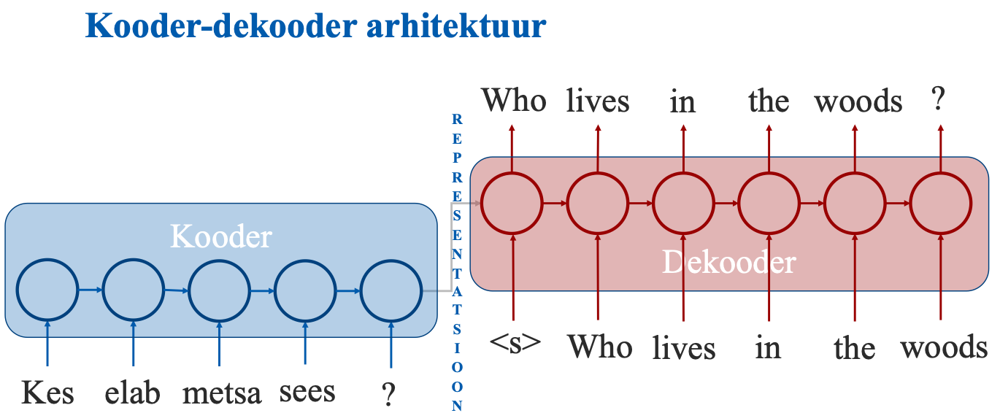 Kooder-dekooder arhitektuur
Kooder
Kes elab metsa sees ?
REPRESENTATSIOON
Who lives in the woods ?
Dekooder
<s> Who lives in the woods